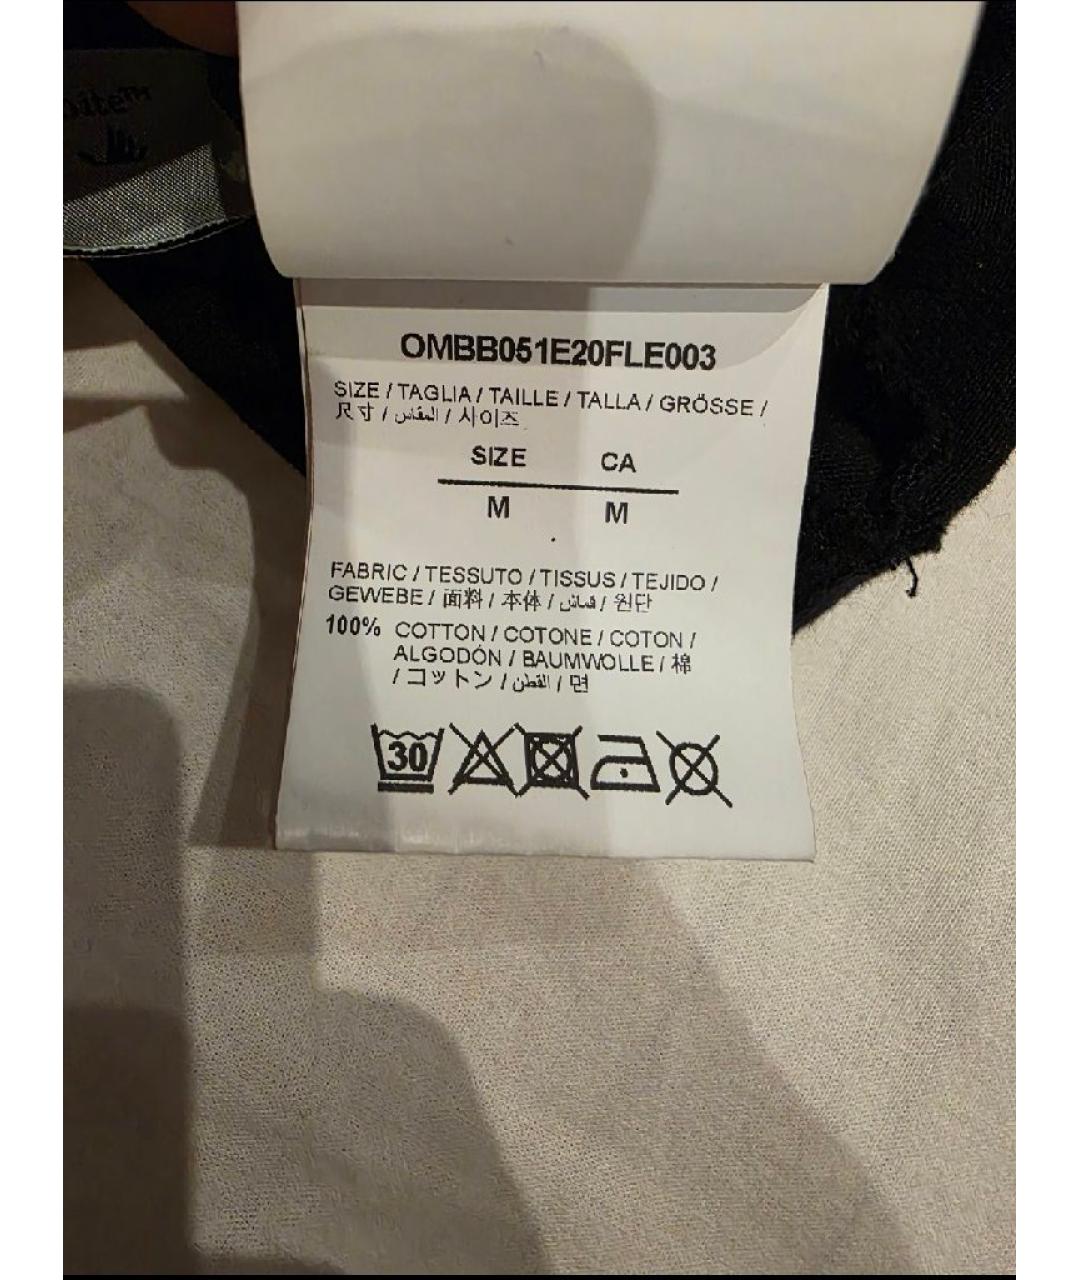 OMBB051E20FLE003
SIZE / TAGLIA / TAILLE / TALLA / GRÖSSE /
尺寸 / المقاس / 사이즈
SIZE CA
M M
FABRIC / TESSUTO / TISSUS / TEJIDO /
GEWEBE / 面料 / 本体 / قماش / 원단
100% COTTON / COTONE / COTON /
ALGODÓN / BAUMWOLLE / 棉
/ コットン / القطن / 면
30